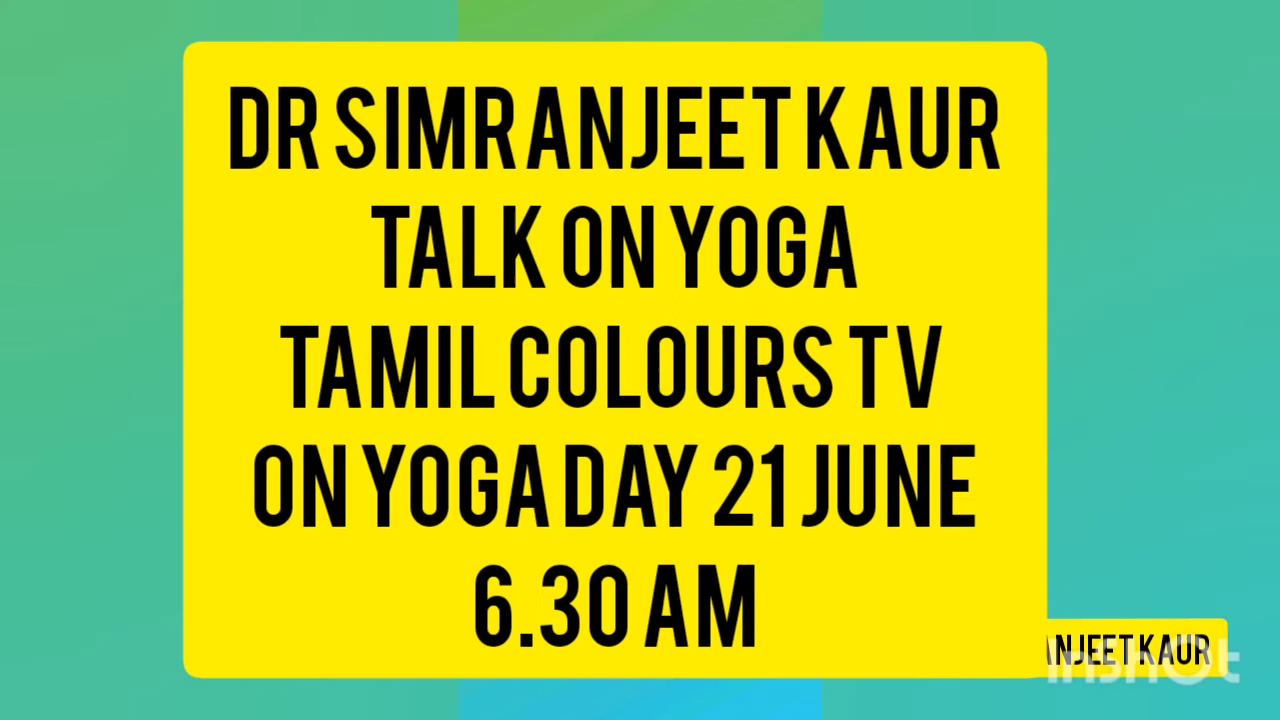 DR SIMRANJEET KAUR
TALK ON YOGA
TAMIL COLOURS TV
ON YOGA DAY 21 JUNE
6.30 AM
ANJEET KAUR
InShot